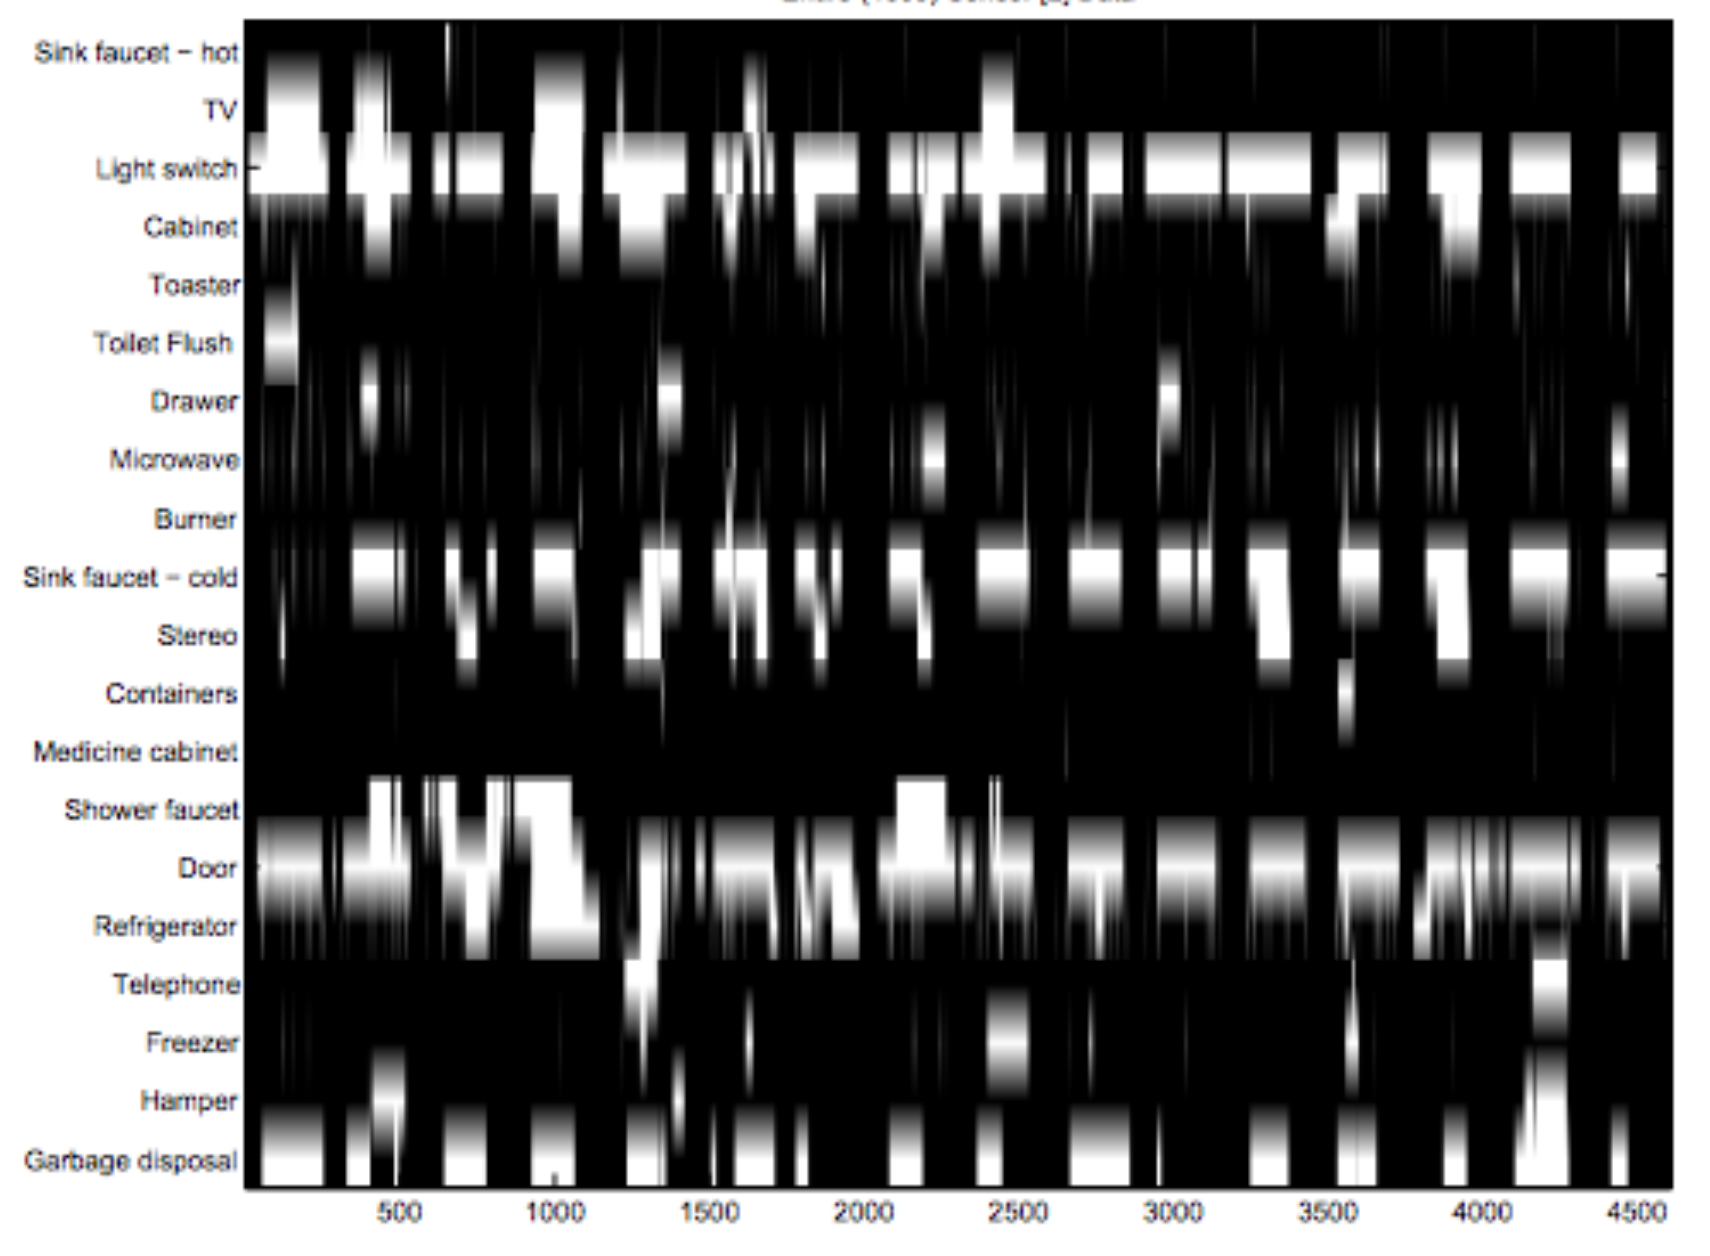 Sink faucet − hot
TV
Light switch
Cabinet
Toaster
Toilet Flush
Drawer
Microwave
Burner
Sink faucet − cold
Stereo
Containers
Medicine cabinet
Shower faucet
Door
Refrigerator
Telephone
Freezer
Hamper
Garbage disposal
500 1000 1500 2000 2500 3000 3500 4000 4500